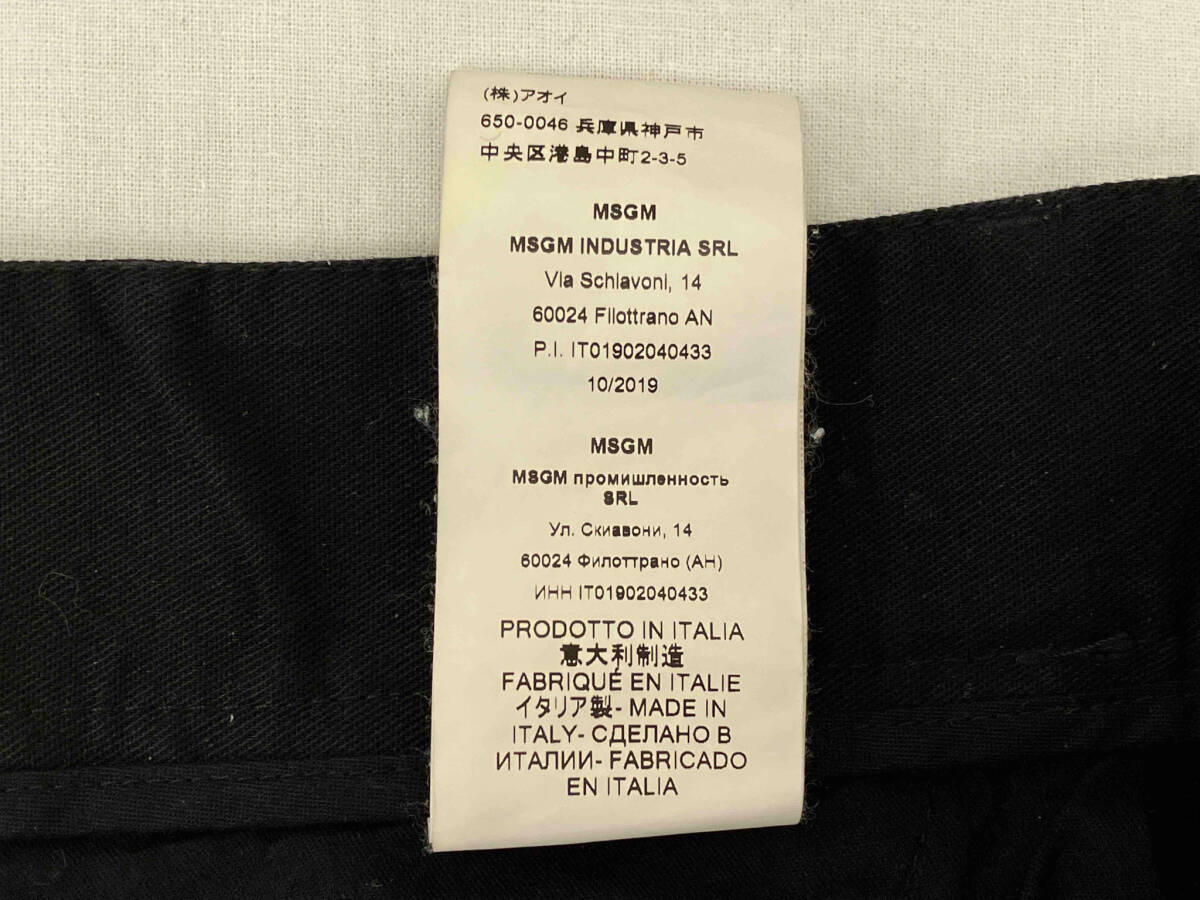 (株)アオイ
650-0046 兵庫県神戸市
中央区港島中町2-3-5
MSGM
MSGM INDUSTRIA SRL
Via Schiavoni, 14
60024 Filottrano AN
P.I. IT01902040433
10/2019
MSGM
MSGM промишленность
SRL
Ул. Скиавони, 14
60024 Филоттрано (АН)
ИНН IT01902040433
PRODOTTO IN ITALIA
意大利制造
FABRIQUÉ EN ITALIE
イタリア製- MADE IN
ITALY- СДЕЛАНО В
ИТАЛИИ- FABRICADO
EN ITALIA